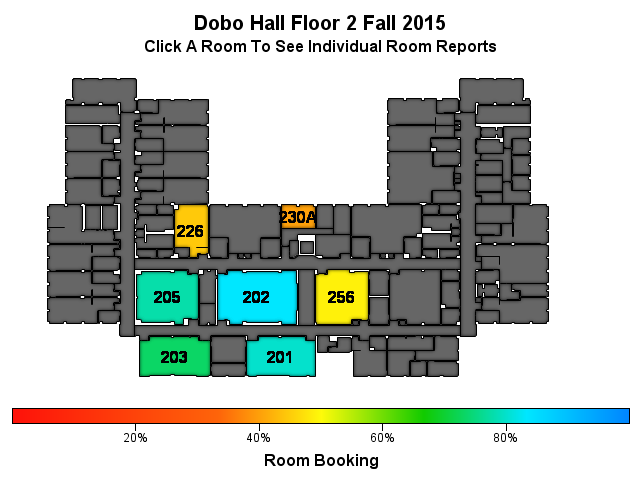 Dobo Hall Floor 2 Fall 2015
Click A Room To See Individual Room Reports
230A
226
205
202
256
203
201
20%
40%
60%
80%
Room Booking